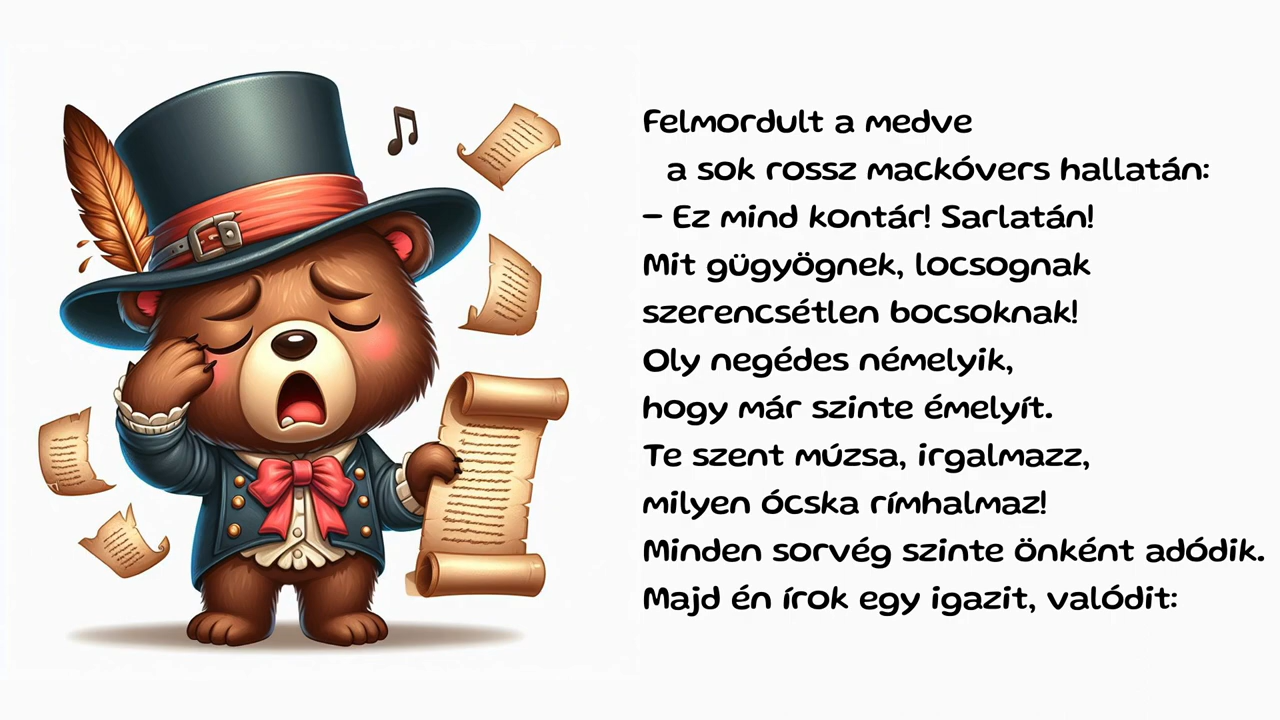 Felmordult a medve
a sok rossz mackóvers hallatán:
– Ez mind kontár! Sarlatán!
Mit gügyögnek, locsognak
szerencsétlen bocsoknak!
Oly negédes némelyik,
hogy már szinte émelyít.
Te szent múzsa, irgalmazz,
milyen ócska rímhalmaz!
Minden sorvég szinte önként adódik.
Majd én írok egy igazit, valódit: